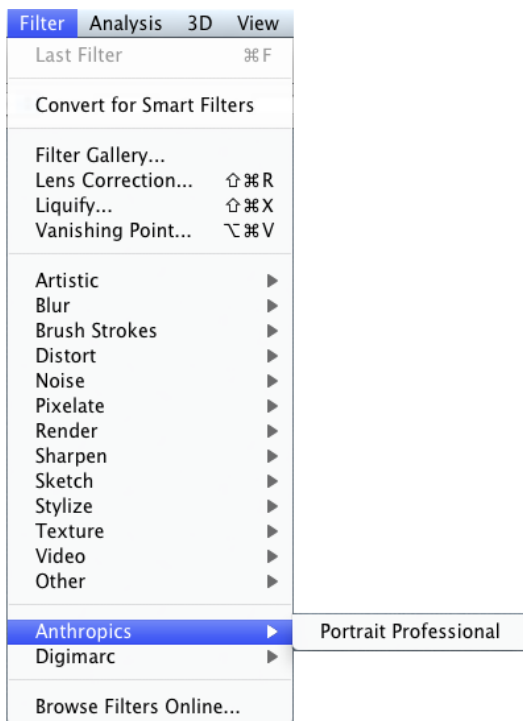 Filter Analysis 3D View
Last Filter ⌘F
Convert for Smart Filters
Filter Gallery...
Lens Correction... ⇧⌘R
Liquify... ⇧⌘X
Vanishing Point... ⌥⌘V
Artistic
Blur
Brush Strokes
Distort
Noise
Pixelate
Render
Sharpen
Sketch
Stylize
Texture
Video
Other
Anthropics Portrait Professional
Digimarc
Browse Filters Online...